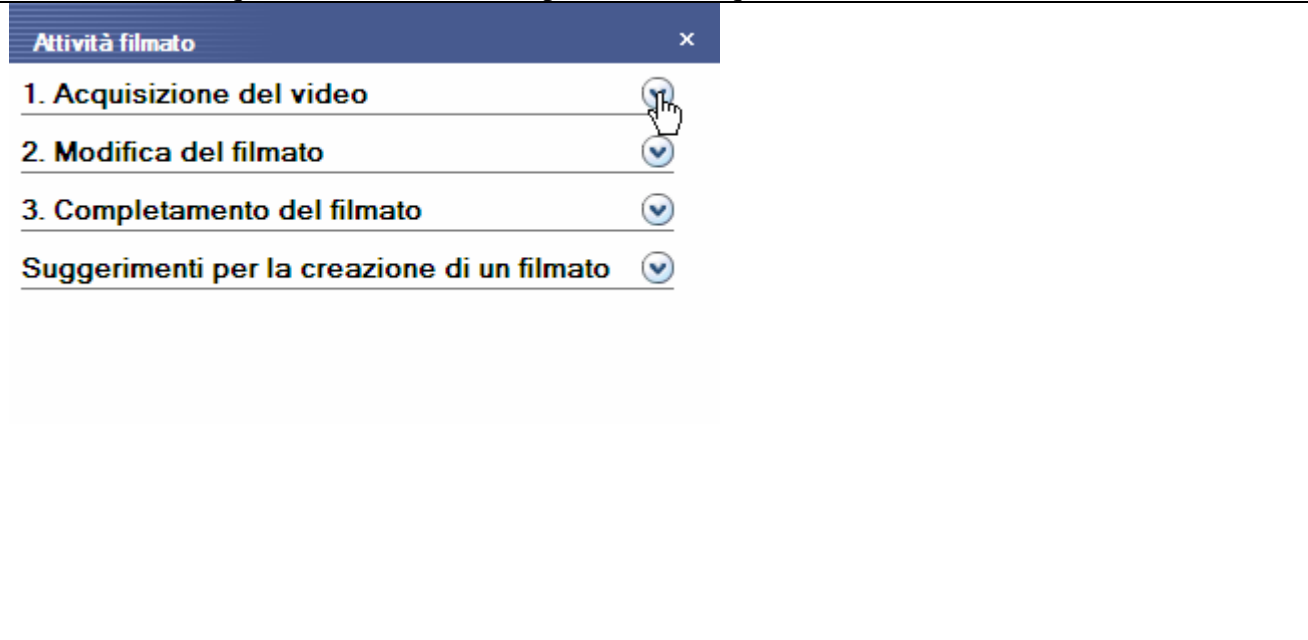 Attività filmato
1. Acquisizione del video
2. Modifica del filmato
3. Completamento del filmato
Suggerimenti per la creazione di un filmato